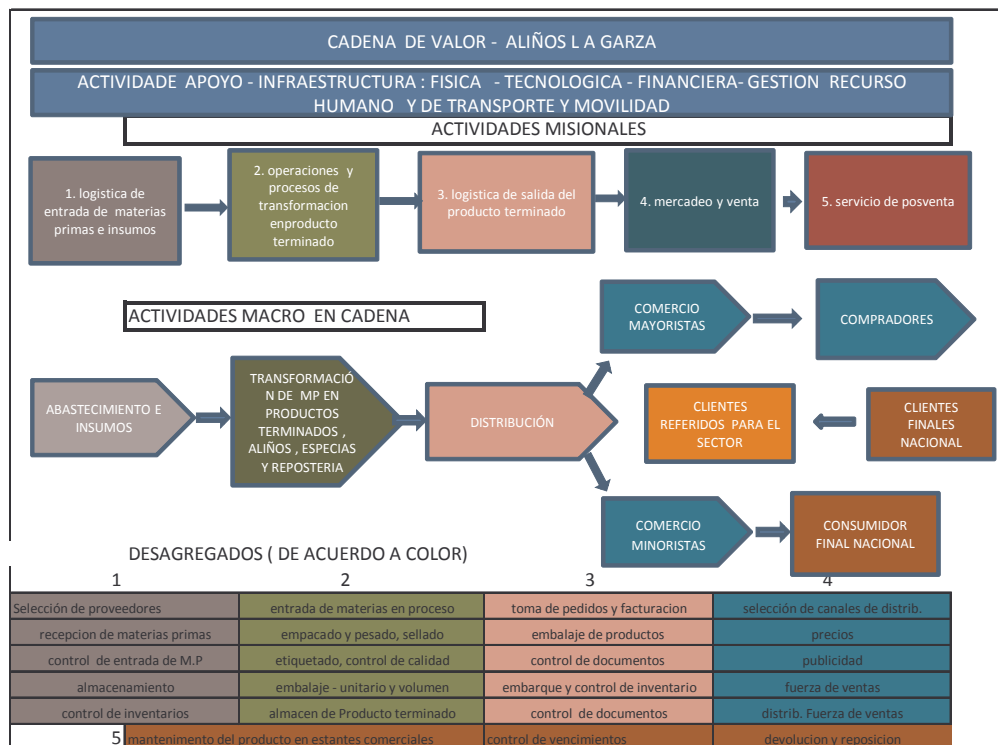 CADENA DE VALOR - ALIÑOS L A GARZA
ACTIVIDADE APOYO - INFRAESTRUCTURA : FISICA - TECNOLOGICA - FINANCIERA- GESTION RECURSO
HUMANO Y DE TRANSPORTE Y MOVILIDAD
ACTIVIDADES MISIONALES
1. logistica de
entrada de materias
primas e insumos
2. operaciones y
procesos de
transformacion
enproducto
terminado
3. logistica de salida del
producto terminado
4. mercadeo y venta
5. servicio de posventa
ACTIVIDADES MACRO EN CADENA
COMERCIO
MAYORISTAS
COMPRADORES
ABASTECIMIENTO E
INSUMOS
TRANSFORMACIÓ
N DE MP EN
PRODUCTOS
TERMINADOS ,
ALIÑOS , ESPECIAS
Y REPOSTERIA
DISTRIBUCIÓN
CLIENTES
REFERIDOS PARA EL
SECTOR
CLIENTES
FINALES
NACIONAL
COMERCIO
MINORISTAS
CONSUMIDOR
FINAL NACIONAL
DESAGREGADOS ( DE ACUERDO A COLOR)
1 2 3 4
Selección de proveedores entrada de materias en proceso toma de pedidos y facturacion selección de canales de distrib.
recepcion de materias primas empacado y pesado, sellado embalaje de productos precios
control de entrada de M.P etiquetado, control de calidad control de documentos publicidad
almacenamiento embalaje - unitario y volumen embarque y control de inventario fuerza de ventas
control de inventarios almacen de Producto terminado control de documentos distrib. Fuerza de ventas
5 mantenimento del producto en estantes comerciales control de vencimientos devolucion y reposicion